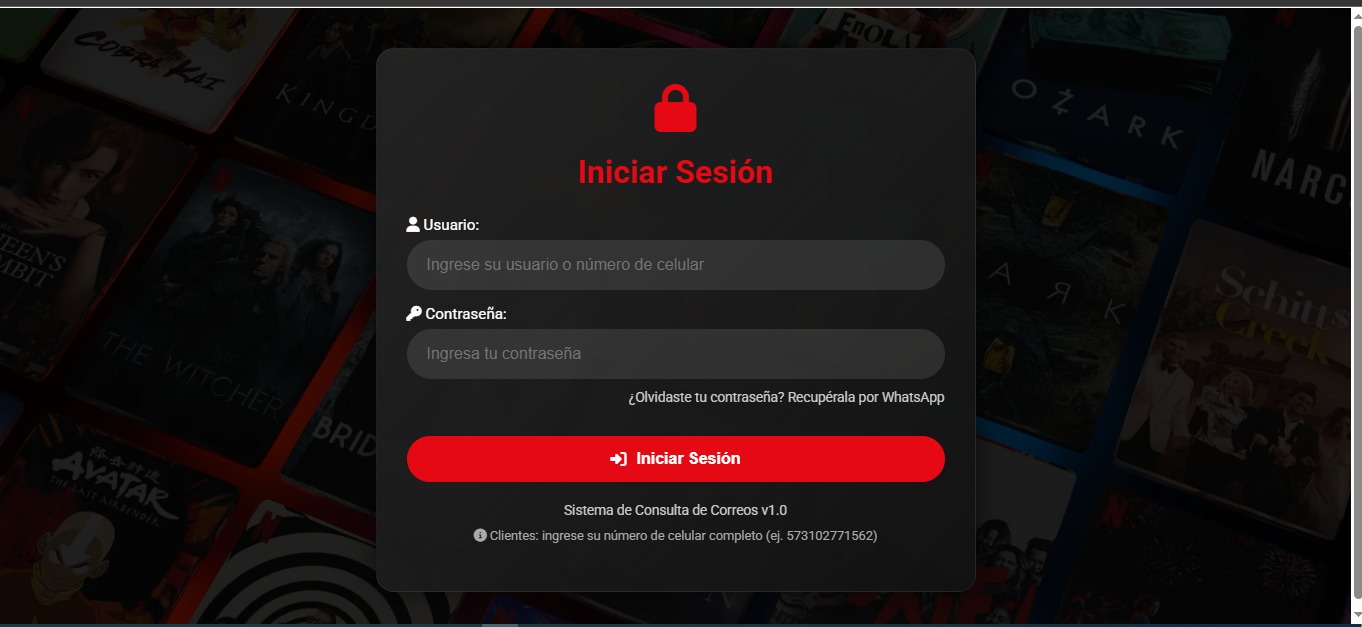 COBRA KAI
ENOLA
KINGD
OZARK
NARC
Iniciar Sesión
Usuario:
Ingrese su usuario o número de celular
QUEEN'S
THE WITCHER
Schitt's
Creek
Contraseña:
Ingresa tu contraseña
¿Olvidaste tu contraseña? Recupérala por WhatsApp
BRID
AVATAR
THE LAST AIRBENDER
Iniciar Sesión
Sistema de Consulta de Correos v1.0
Clientes: ingrese su número de celular completo (ej. 573102771562)